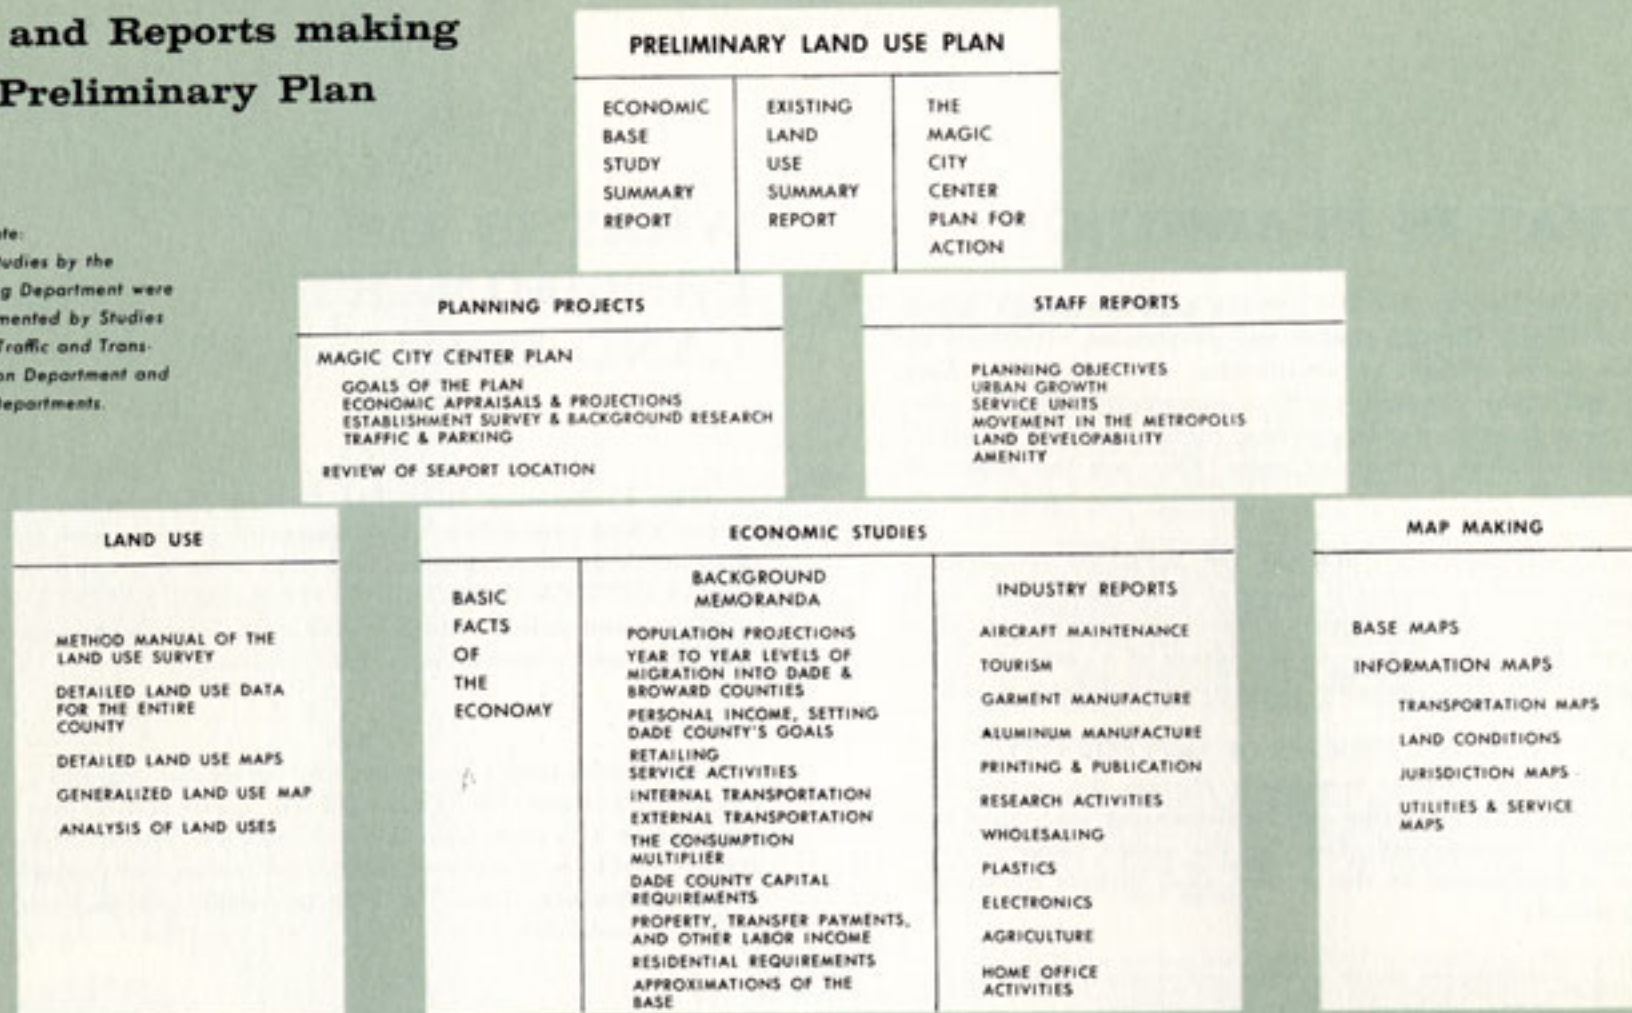 and Reports making
Preliminary Plan
te:
udies by the
g Department were
mented by Studies
Traffic and Trans-
on Department and
epartments.
PRELIMINARY LAND USE PLAN
ECONOMIC
BASE
STUDY
SUMMARY
REPORT
EXISTING
LAND
USE
SUMMARY
REPORT
THE
MAGIC
CITY
CENTER
PLAN FOR
ACTION
PLANNING PROJECTS
MAGIC CITY CENTER PLAN
GOALS OF THE PLAN
ECONOMIC APPRAISALS & PROJECTIONS
ESTABLISHMENT SURVEY & BACKGROUND RESEARCH
TRAFFIC & PARKING
REVIEW OF SEAPORT LOCATION
STAFF REPORTS
PLANNING OBJECTIVES
URBAN GROWTH
SERVICE UNITS
MOVEMENT IN THE METROPOLIS
LAND DEVELOPABILITY
AMENITY
LAND USE
METHOD MANUAL OF THE
LAND USE SURVEY
DETAILED LAND USE DATA
FOR THE ENTIRE
COUNTY
DETAILED LAND USE MAPS
GENERALIZED LAND USE MAP
ANALYSIS OF LAND USES
ECONOMIC STUDIES
BASIC
FACTS
OF
THE
ECONOMY
BACKGROUND
MEMORANDA
POPULATION PROJECTIONS
YEAR TO YEAR LEVELS OF
MIGRATION INTO DADE &
BROWARD COUNTIES
PERSONAL INCOME, SETTING
DADE COUNTY'S GOALS
RETAILING
SERVICE ACTIVITIES
INTERNAL TRANSPORTATION
EXTERNAL TRANSPORTATION
THE CONSUMPTION
MULTIPLIER
DADE COUNTY CAPITAL
REQUIREMENTS
PROPERTY, TRANSFER PAYMENTS,
AND OTHER LABOR INCOME
RESIDENTIAL REQUIREMENTS
APPROXIMATIONS OF THE
BASE
INDUSTRY REPORTS
AIRCRAFT MAINTENANCE
TOURISM
GARMENT MANUFACTURE
ALUMINUM MANUFACTURE
PRINTING & PUBLICATION
RESEARCH ACTIVITIES
WHOLESALING
PLASTICS
ELECTRONICS
AGRICULTURE
HOME OFFICE
ACTIVITIES
MAP MAKING
BASE MAPS
INFORMATION MAPS
TRANSPORTATION MAPS
LAND CONDITIONS
JURISDICTION MAPS
UTILITIES & SERVICE
MAPS